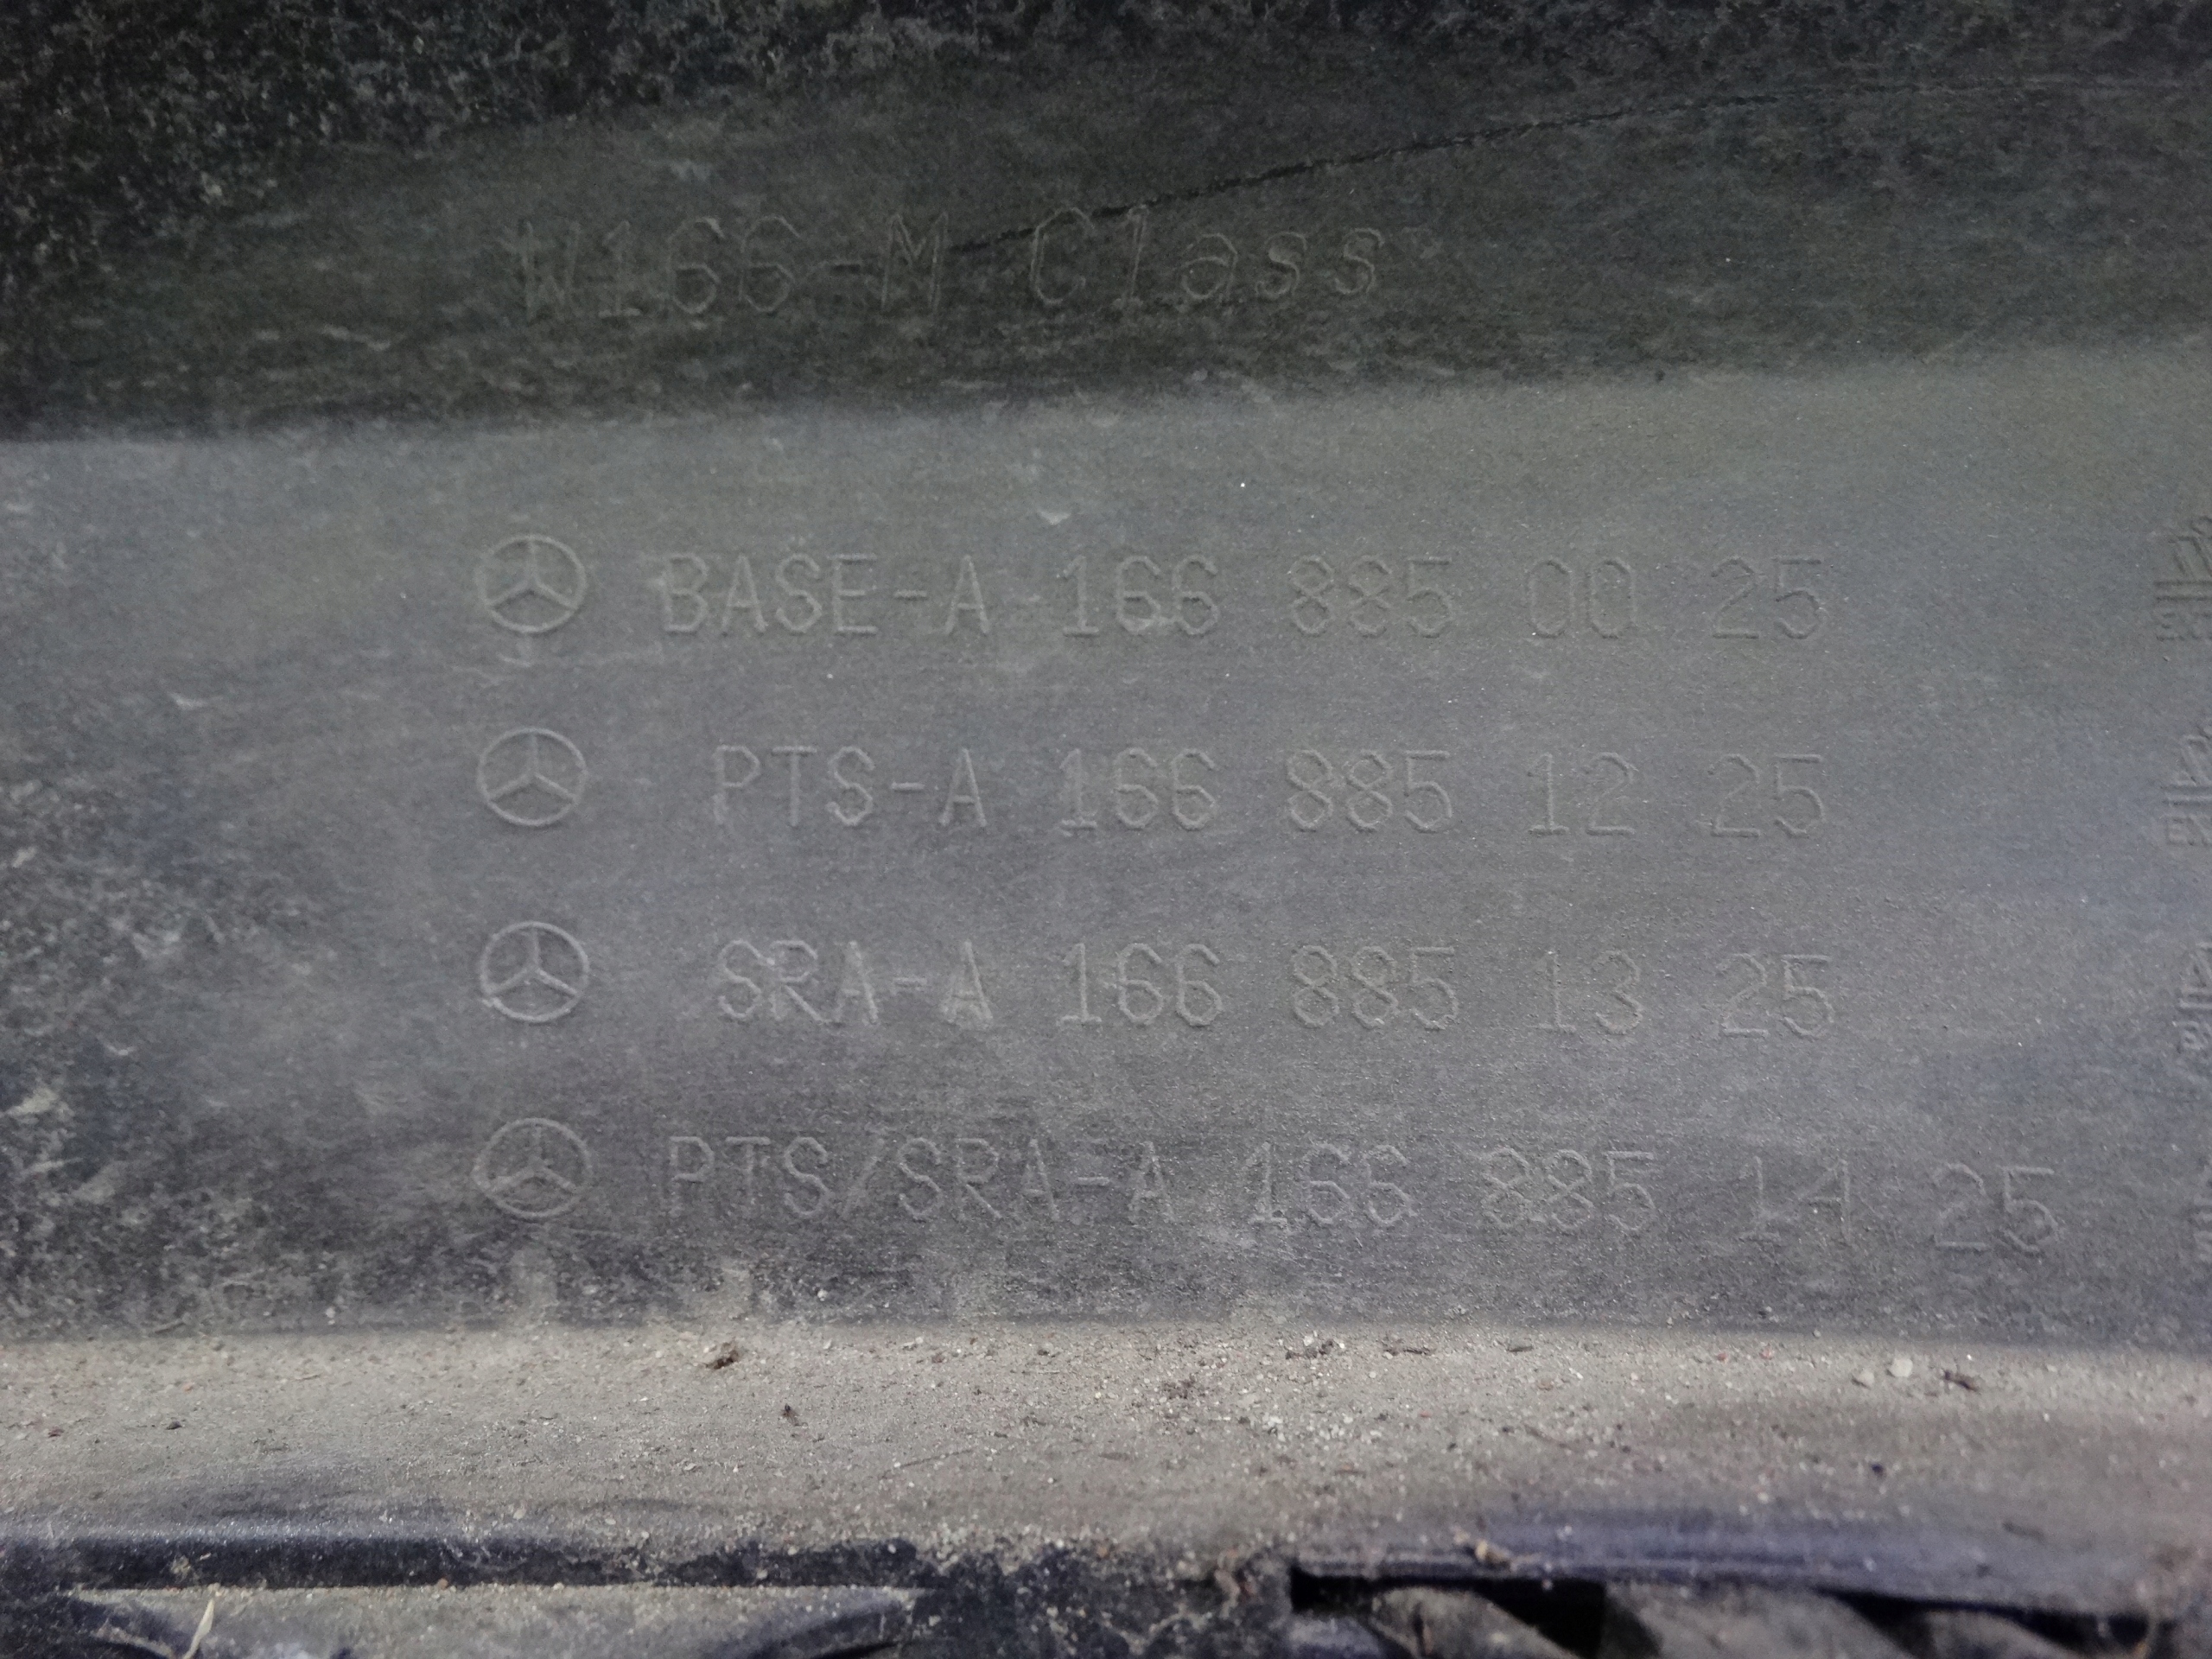 W166-M Class
BASE-A 166 885 00 25
PTS-A 166 885 12 25
SRA-A 166 885 13 25
PTS/SRA-A 166 885 14 25